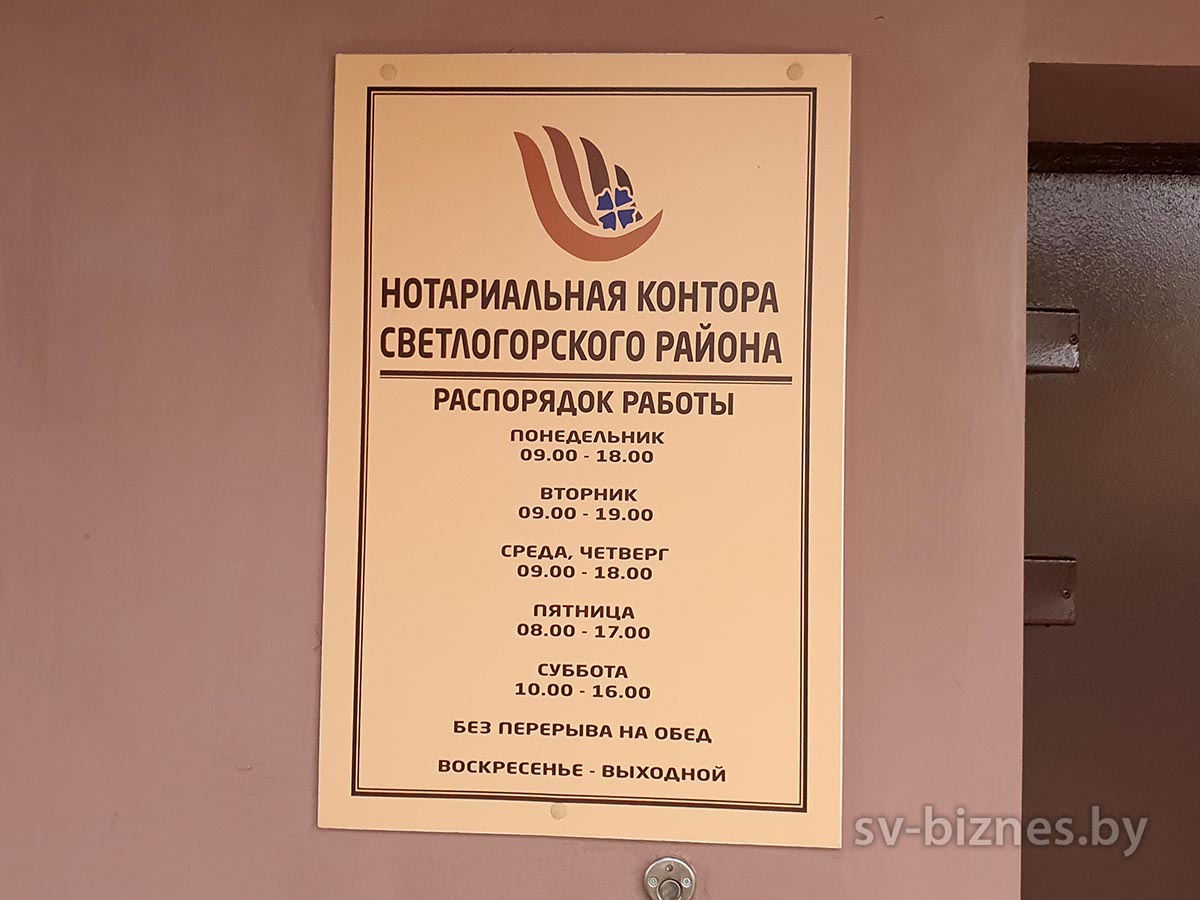 НОТАРИАЛЬНАЯ КОНТОРА
СВЕТЛОГОРСКОГО РАЙОНА
РАСПОРЯДОК РАБОТЫ
ПОНЕДЕЛЬНИК
09.00 - 18.00
ВТОРНИК
09.00 - 19.00
СРЕДА, ЧЕТВЕРГ
09.00 - 18.00
ПЯТНИЦА
08.00 - 17.00
СУББОТА
10.00 - 16.00
БЕЗ ПЕРЕРЫВА НА ОБЕД
ВОСКРЕСЕНЬЕ - ВЫХОДНОЙ
sv-biznes.by